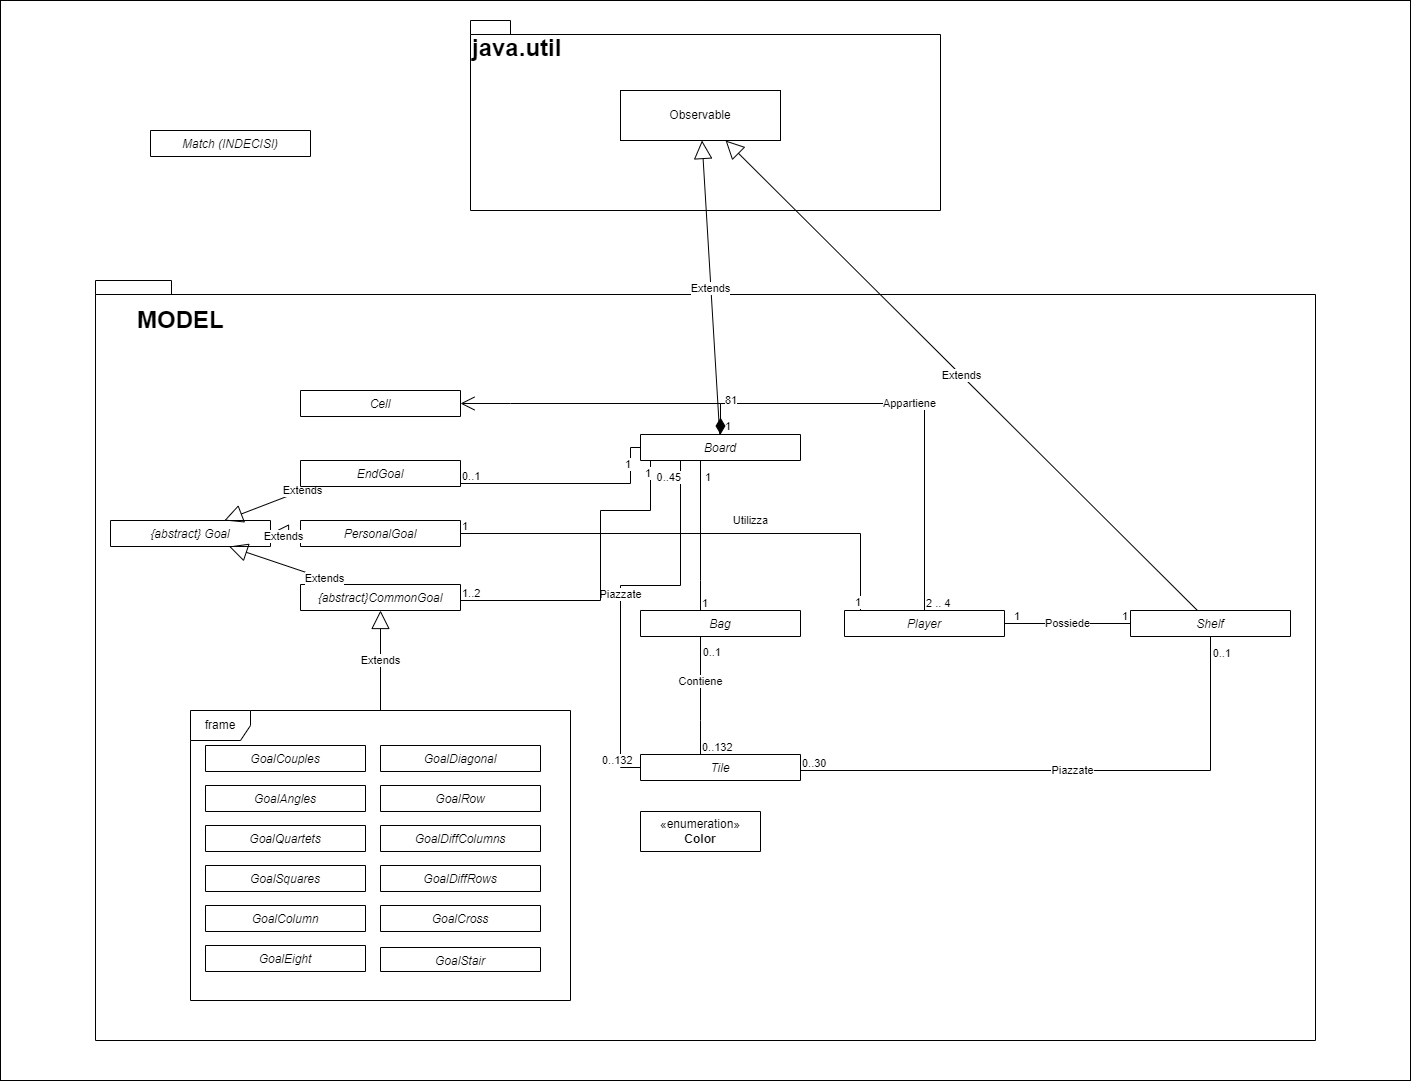 java.util
Observable
Match (INDECISI)
Extends
MODEL
Extends
Cell
81
Appartiene
1
Board
EndGoal
0..1
1
1
0..45
1
Extends
{abstract} Goal
Extends
PersonalGoal
1
Utilizza
Extends
{abstract}CommonGoal
1..2
Piazzate
1
Bag
1
2 .. 4
Player
1
Possiede
1
Shelf
0..1
0..1
Extends
Contiene
frame
0..132
0..132
Tile
0..30
Piazzate
GoalCouples
GoalDiagonal
GoalAngles
GoalRow
GoalQuartets
GoalDiffColumns
GoalSquares
GoalDiffRows
GoalColumn
GoalCross
GoalEight
GoalStair
«enumeration»
Color